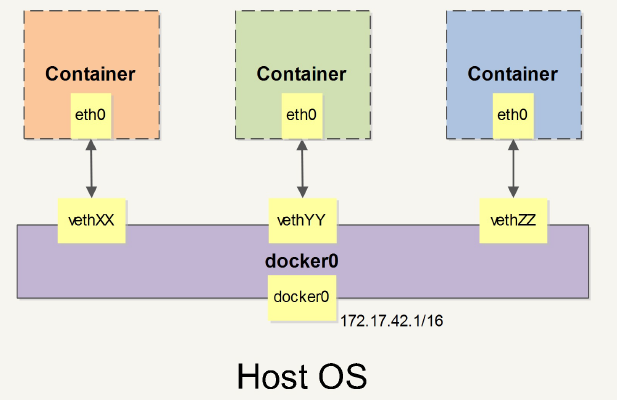 Container
Container
Container
eth0
eth0
eth0
vethXX
vethYY
vethZZ
docker0
docker0
172.17.42.1/16
Host OS